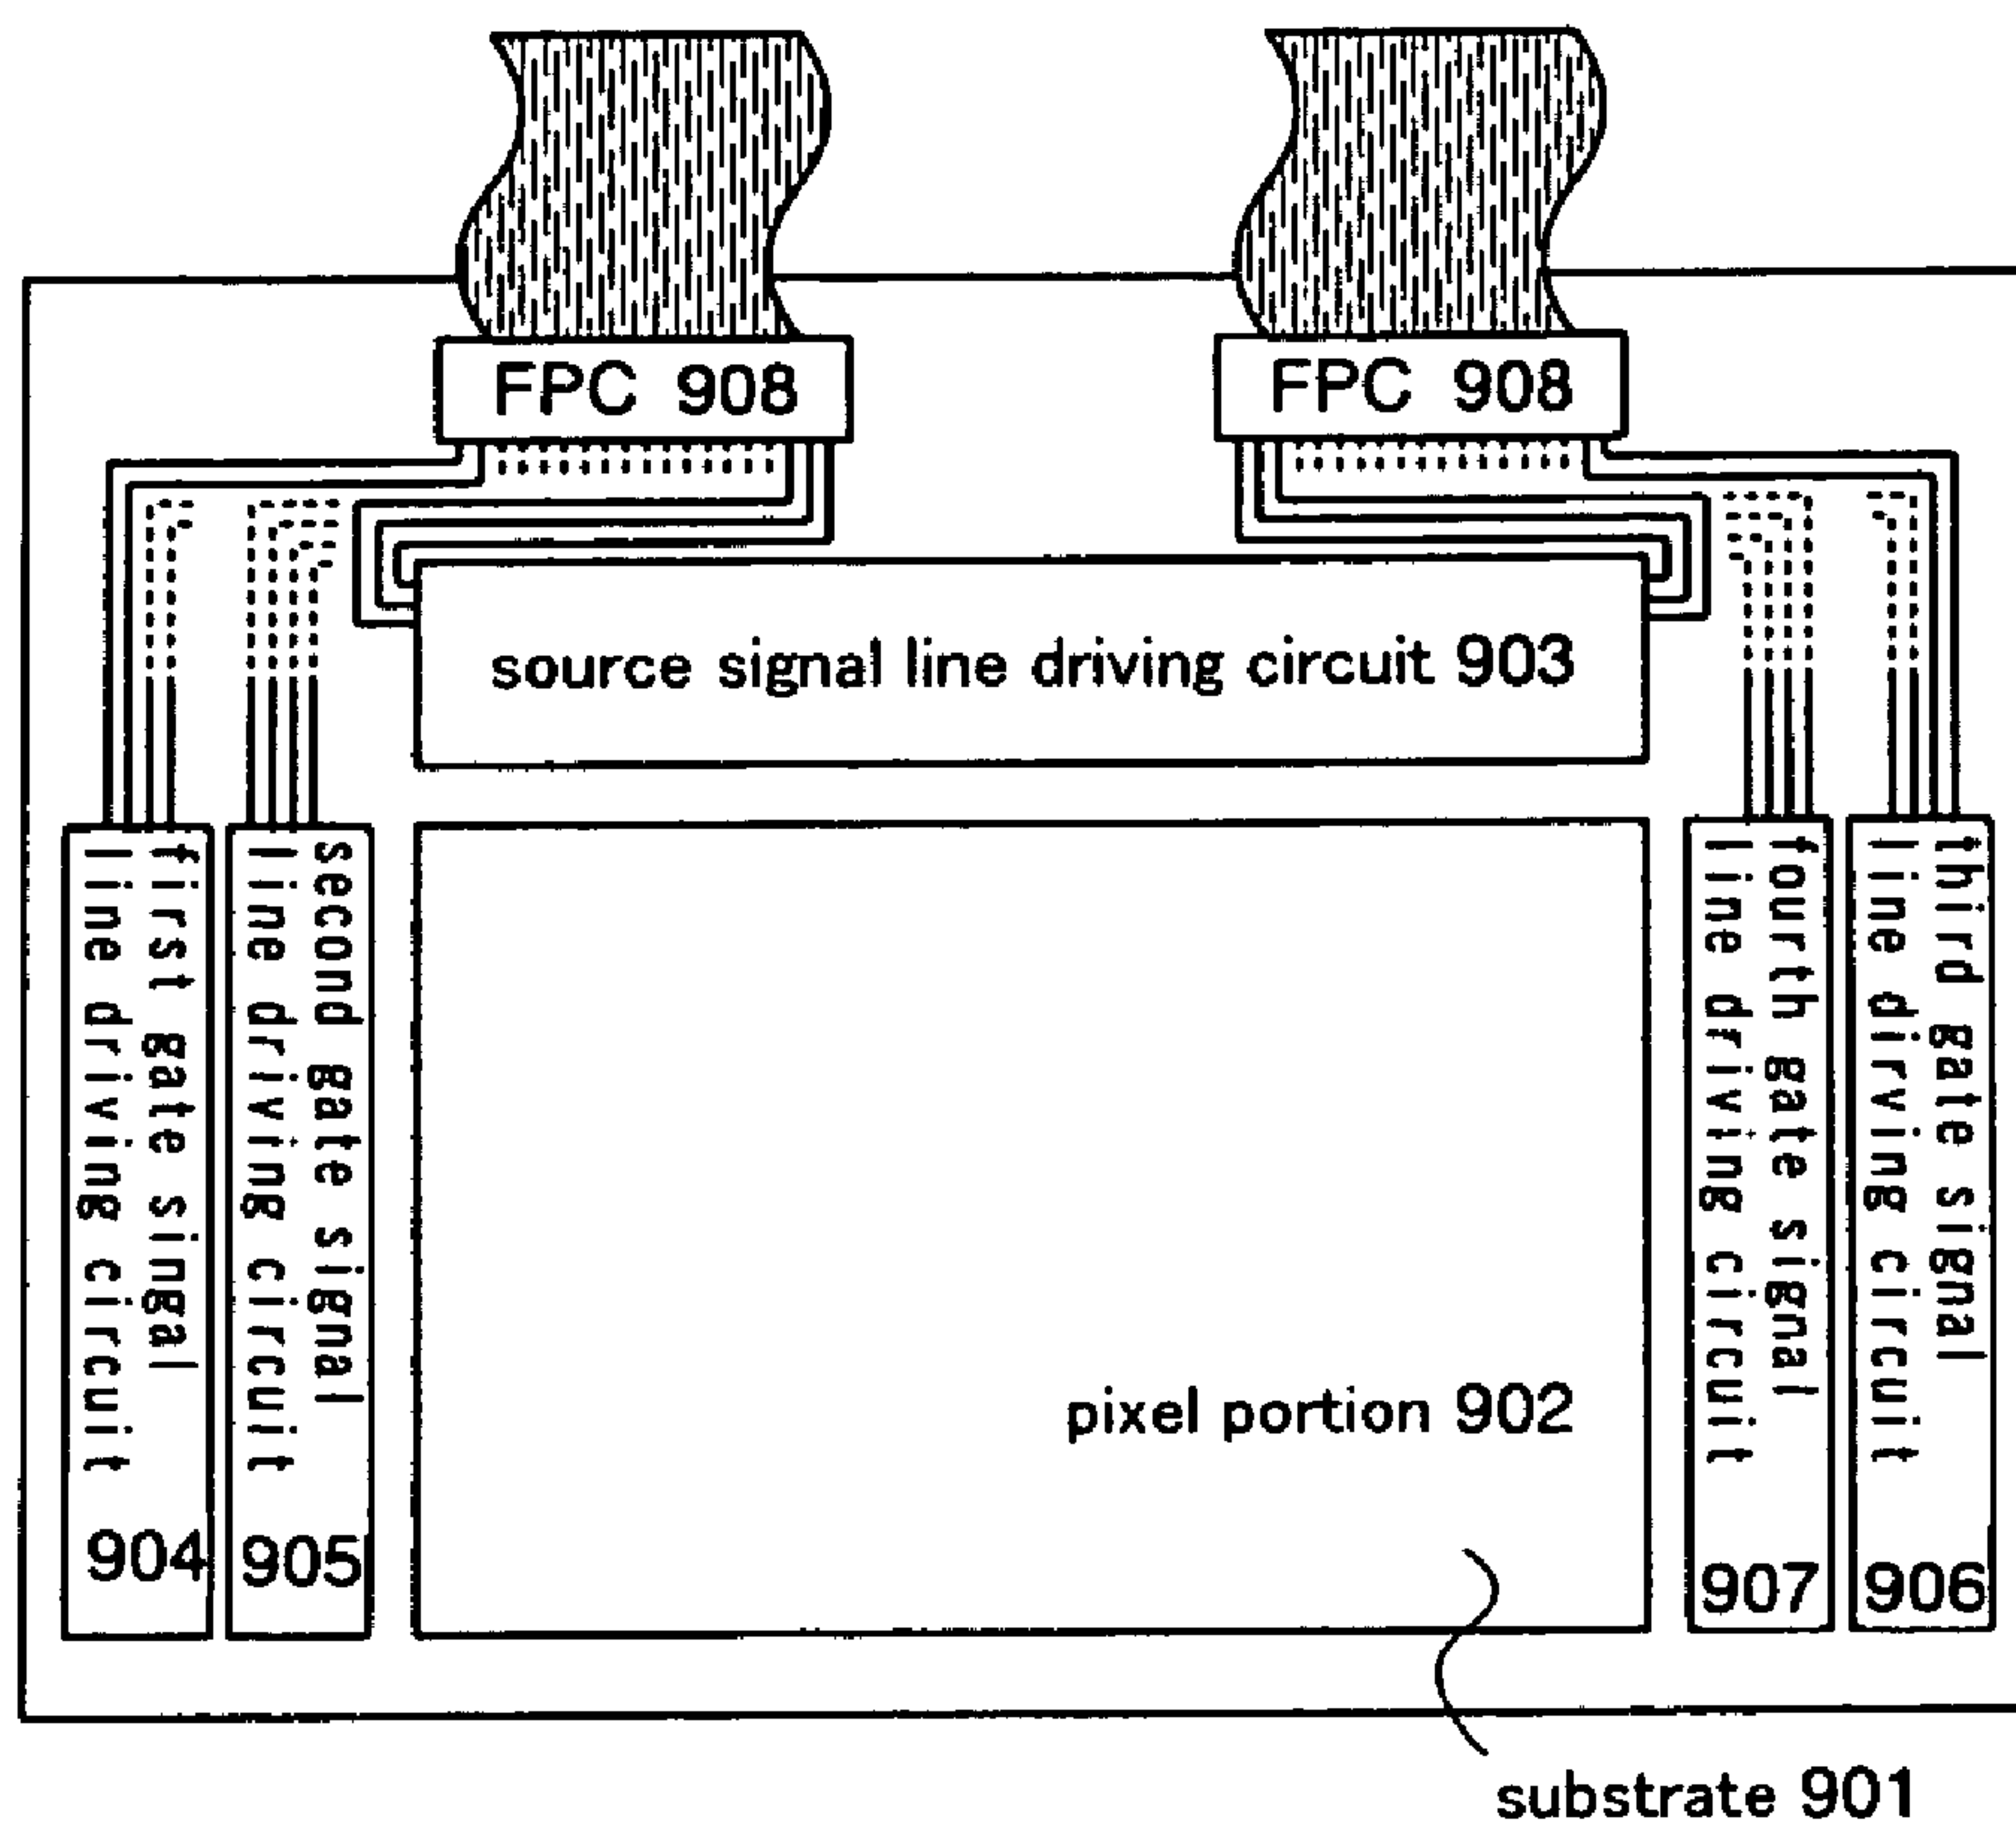 FPC 908
FPC 908
source signal line driving circuit 903
first gate singal
line driving circuit
904
second gate signal
line driving circuit
905
pixel portion 902
fourth gate signal
line driving circuit
907
third gate signal
line dirving circuit
906
substrate 901